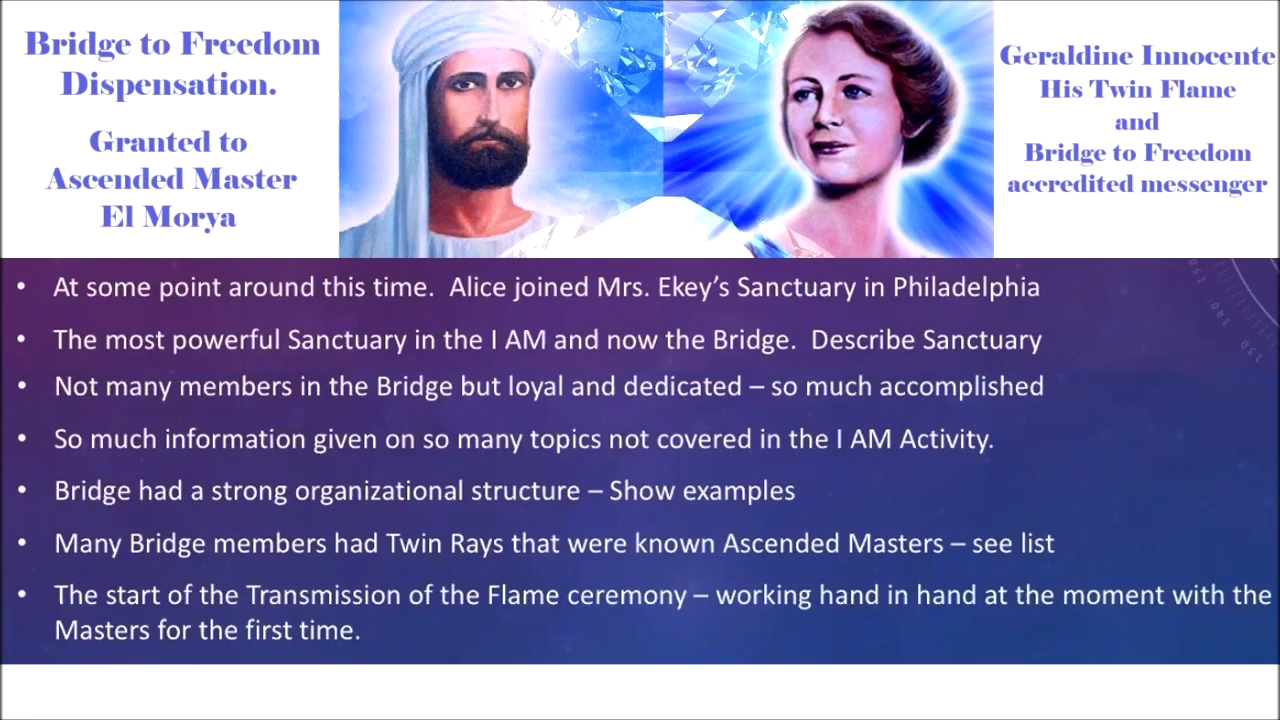 Bridge to Freedom
Dispensation.
Granted to
Ascended Master
El Morya
Geraldine Innocente
His Twin Flame
and
Bridge to Freedom
accredited messenger
• At some point around this time.  Alice joined Mrs. Ekey’s Sanctuary in Philadelphia
• The most powerful Sanctuary in the I AM and now the Bridge.  Describe Sanctuary
• Not many members in the Bridge but loyal and dedicated – so much accomplished
• So much information given on so many topics not covered in the I AM Activity.
• Bridge had a strong organizational structure – Show examples
• Many Bridge members had Twin Rays that were known Ascended Masters – see list
• The start of the Transmission of the Flame ceremony – working hand in hand at the moment with the
Masters for the first time.